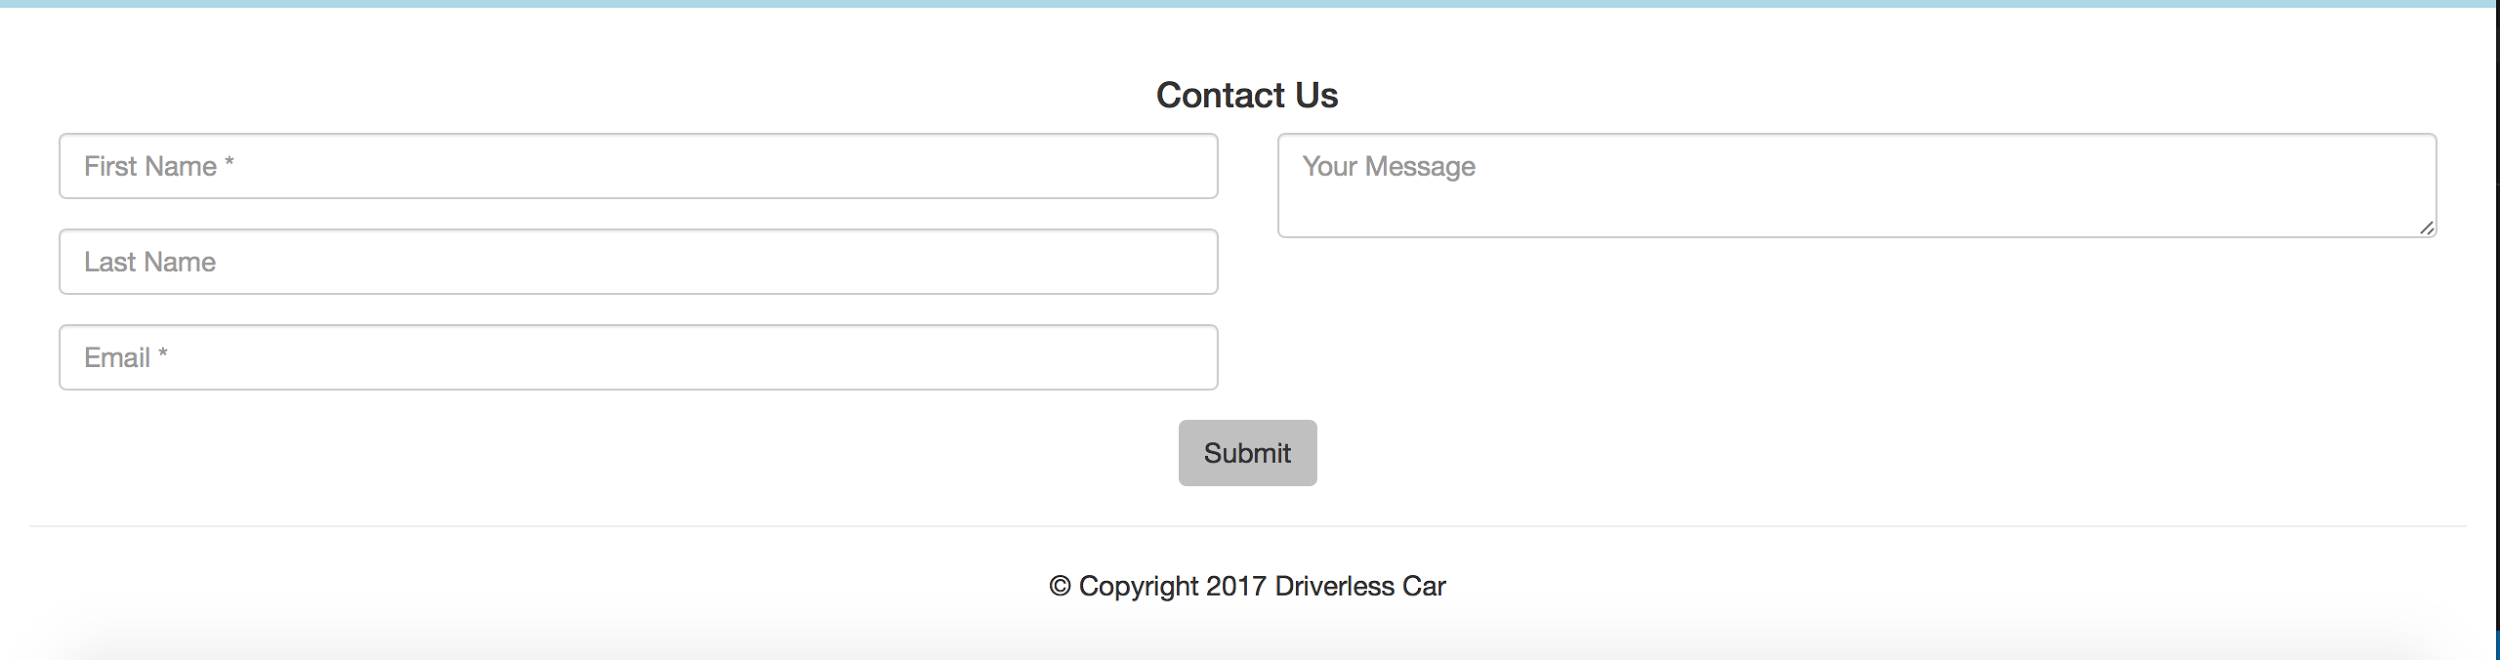 Contact Us
First Name *
Your Message
Last Name
Email *
Submit
© Copyright 2017 Driverless Car